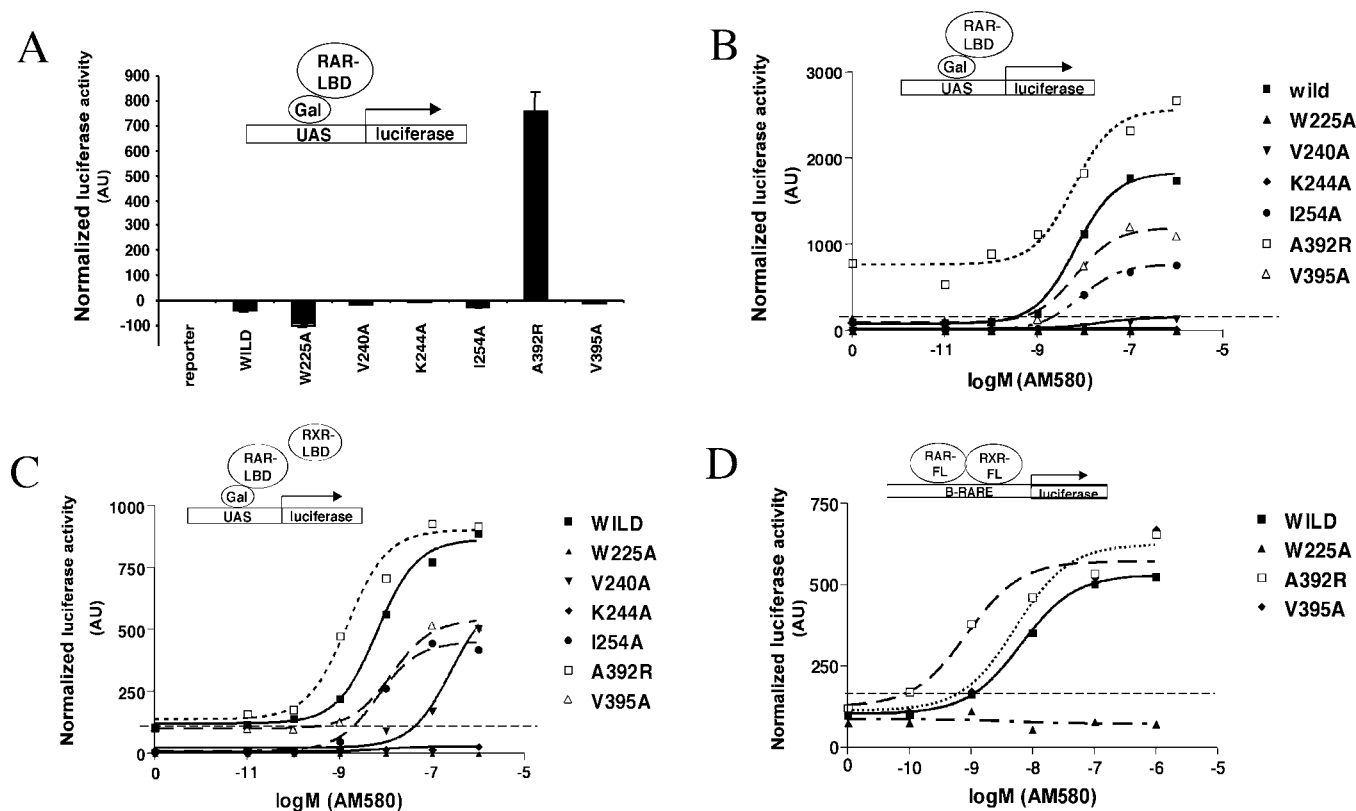 A
Normalized luciferase activity
(AU)
900
800
700
600
500
400
300
200
100
0
-100
RAR-
LBD
Gal
UAS
luciferase
reporter
WILD
W225A
V240A
K244A
I254A
A392R
V395A
B
Normalized luciferase activity
(AU)
3000
2000
1000
0
RAR-
LBD
Gal
UAS
luciferase
0
-11
-9
-7
-5
logM (AM580)
wild
W225A
V240A
K244A
I254A
A392R
V395A
C
Normalized luciferase activity
(AU)
1000
750
500
250
0
RXR-
LBD
RAR-
LBD
Gal
UAS
luciferase
0
-11
-9
-7
-5
logM (AM580)
WILD
W225A
V240A
K244A
I254A
A392R
V395A
D
Normalized luciferase activity
(AU)
750
500
250
0
RAR-
FL
RXR-
FL
B-RARE
luciferase
0
-10
-9
-8
-7
-6
-5
logM (AM580)
WILD
W225A
A392R
V395A